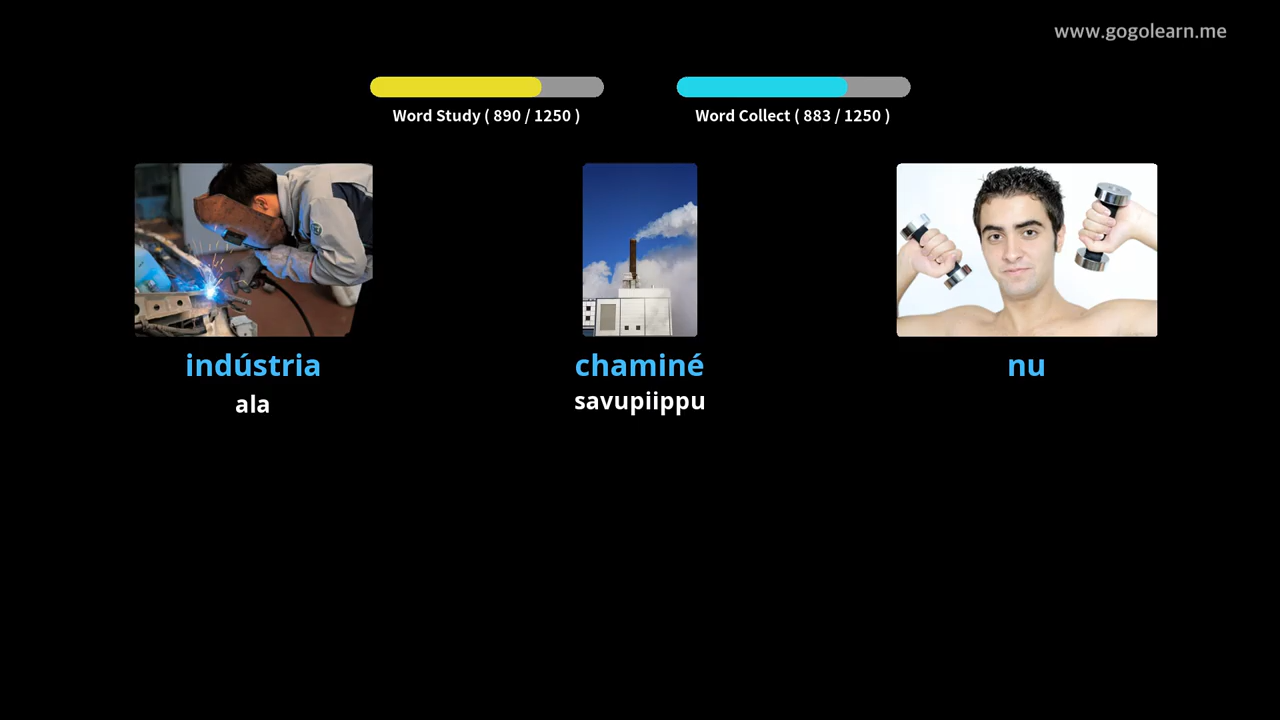 www.gogolearn.me
Word Study ( 890 / 1250 )
Word Collect ( 883 / 1250 )
indústria
chaminé
nu
ala
savupiippu